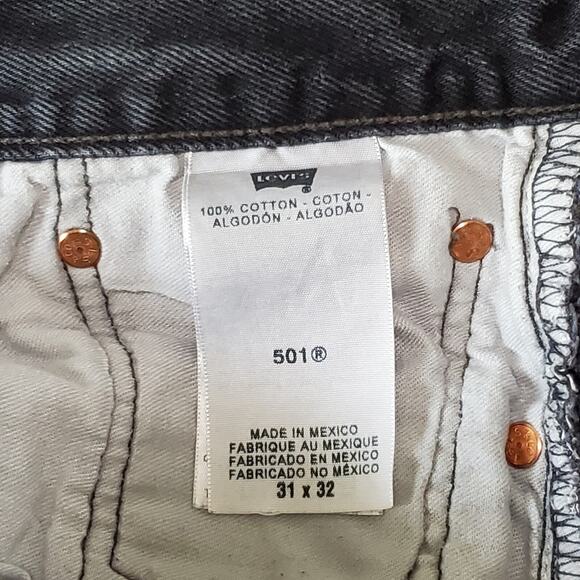 LEVI'S
®
100% COTTON - COTON -
ALGODÓN - ALGODÃO
501®
MADE IN MEXICO
FABRIQUE AU MEXIQUE
FABRICADO EN MEXICO
FABRICADO NO MÉXICO
31 x 32